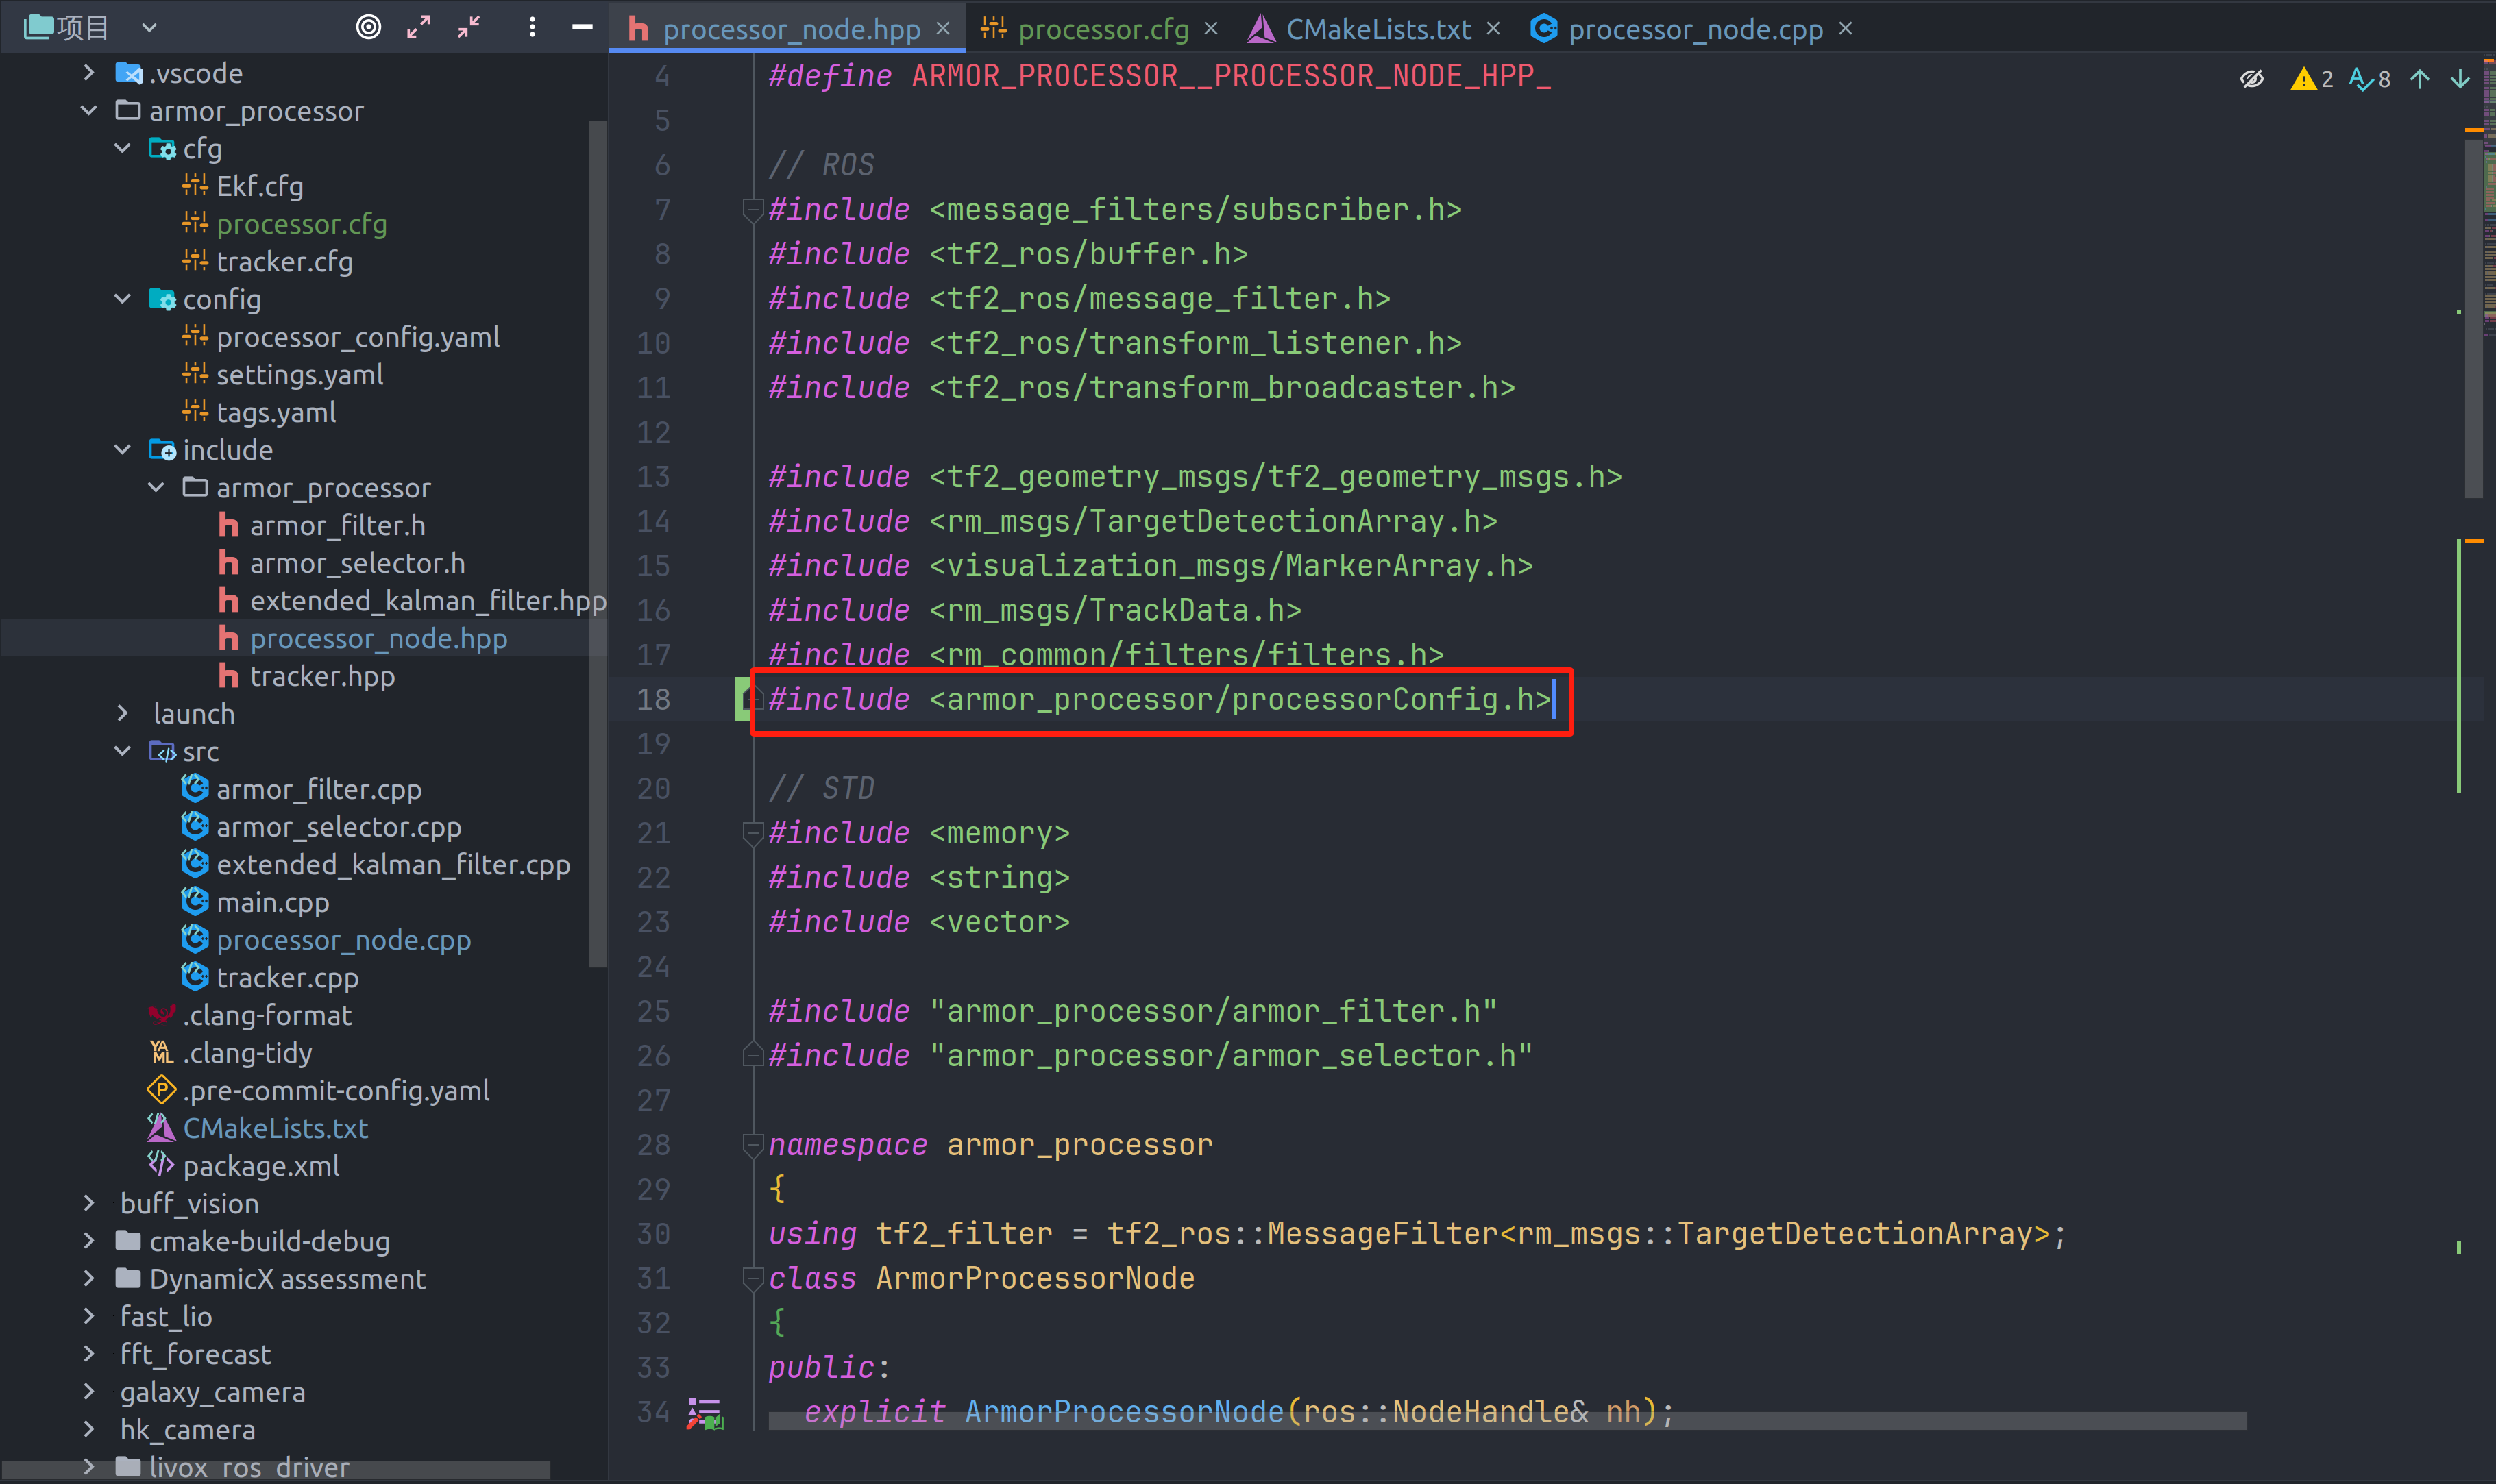 项目
processor_node.hpp
processor.cfg
CMakeLists.txt
processor_node.cpp
.vscode
armor_processor
cfg
Ekf.cfg
processor.cfg
tracker.cfg
config
processor_config.yaml
settings.yaml
tags.yaml
include
armor_processor
armor_filter.h
armor_selector.h
extended_kalman_filter.hpp
processor_node.hpp
tracker.hpp
launch
src
armor_filter.cpp
armor_selector.cpp
extended_kalman_filter.cpp
main.cpp
processor_node.cpp
tracker.cpp
.clang-format
.clang-tidy
.pre-commit-config.yaml
CMakeLists.txt
package.xml
buff_vision
cmake-build-debug
DynamicX assessment
fast_lio
fft_forecast
galaxy_camera
hk_camera
livox_ros_driver
2 8
4 #define ARMOR_PROCESSOR__PROCESSOR_NODE_HPP_
5
6 // ROS
7 #include <message_filters/subscriber.h>
8 #include <tf2_ros/buffer.h>
9 #include <tf2_ros/message_filter.h>
10 #include <tf2_ros/transform_listener.h>
11 #include <tf2_ros/transform_broadcaster.h>
12
13 #include <tf2_geometry_msgs/tf2_geometry_msgs.h>
14 #include <rm_msgs/TargetDetectionArray.h>
15 #include <visualization_msgs/MarkerArray.h>
16 #include <rm_msgs/TrackData.h>
17 #include <rm_common/filters/filters.h>
18 #include <armor_processor/processorConfig.h>
19
20 // STD
21 #include <memory>
22 #include <string>
23 #include <vector>
24
25 #include "armor_processor/armor_filter.h"
26 #include "armor_processor/armor_selector.h"
27
28 namespace armor_processor
29 {
30 using tf2_filter = tf2_ros::MessageFilter<rm_msgs::TargetDetectionArray>;
31 class ArmorProcessorNode
32 {
33 public:
34 explicit ArmorProcessorNode(ros::NodeHandle& nh);